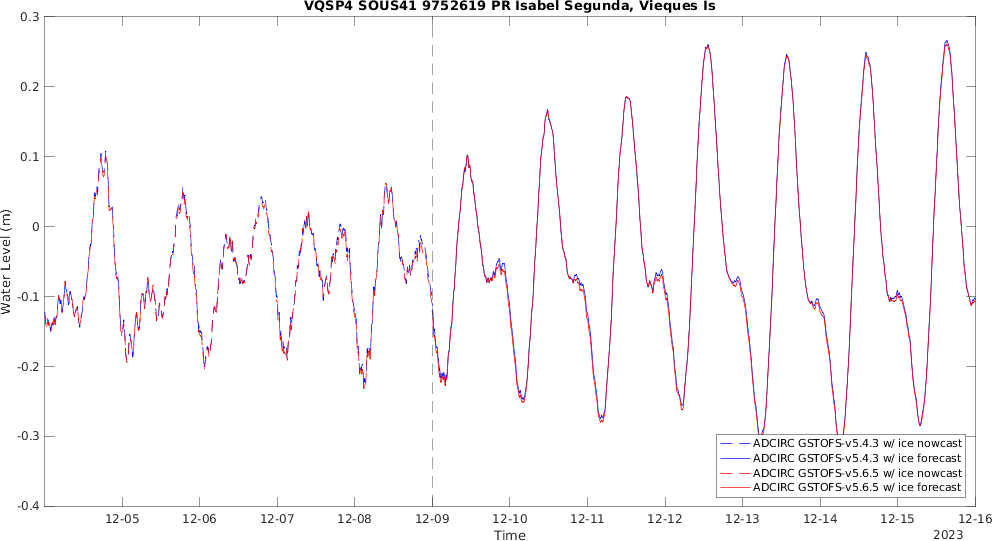 VQSP4 SOUS41 9752619 PR Isabel Segunda, Vieques Is
0.3
0.2
0.1
0
-0.1
-0.2
-0.3
-0.4
Water Level (m)
ADCIRC GSTOFS-v5.4.3 w/ ice nowcast
ADCIRC GSTOFS-v5.4.3 w/ ice forecast
ADCIRC GSTOFS-v5.6.5 w/ ice nowcast
ADCIRC GSTOFS-v5.6.5 w/ ice forecast
12-05 12-06 12-07 12-08 12-09 12-10 12-11 12-12 12-13 12-14 12-15 12-16
Time
2023